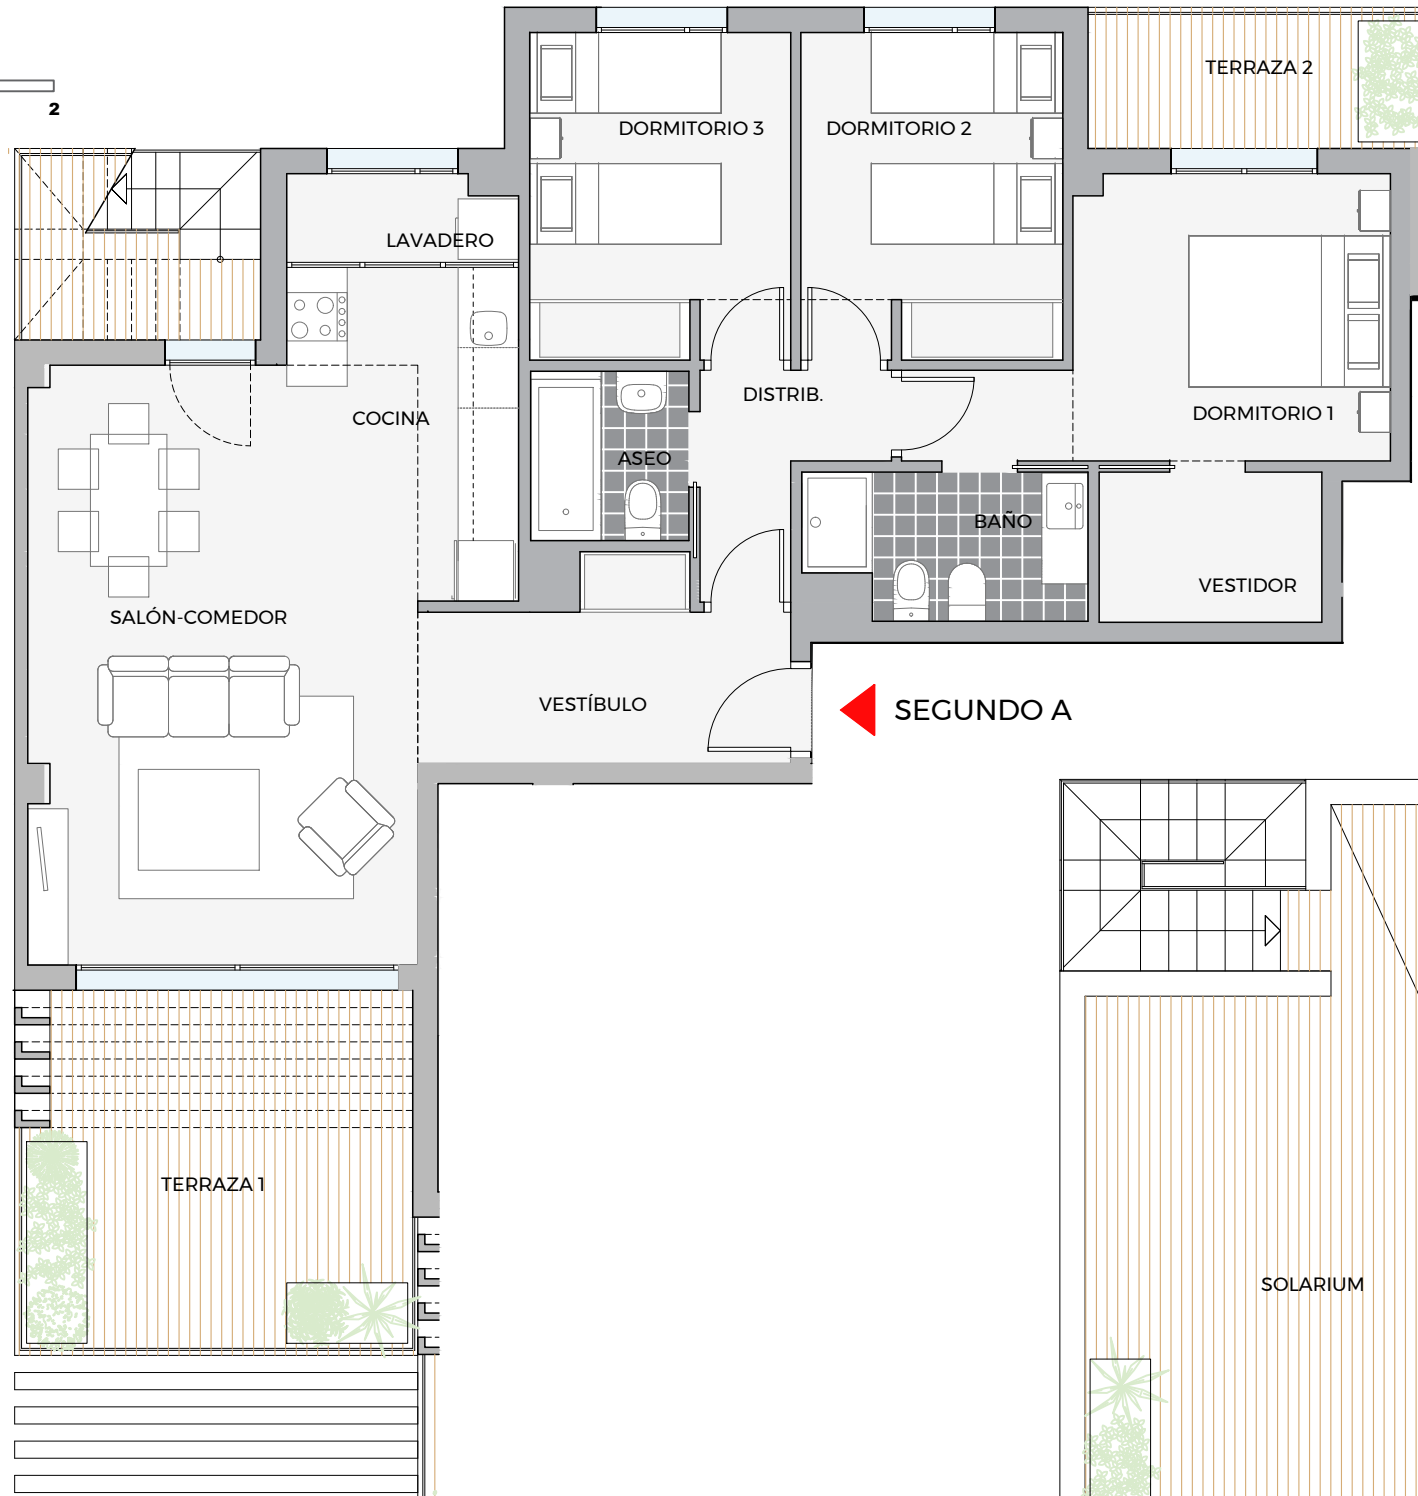 TERRAZA 2
2
DORMITORIO 3
DORMITORIO 2
LAVADERO
DISTRIB.
DORMITORIO 1
COCINA
ASEO
BAÑO
VESTIDOR
SALÓN-COMEDOR
VESTÍBULO
SEGUNDO A
TERRAZA 1
SOLARIUM